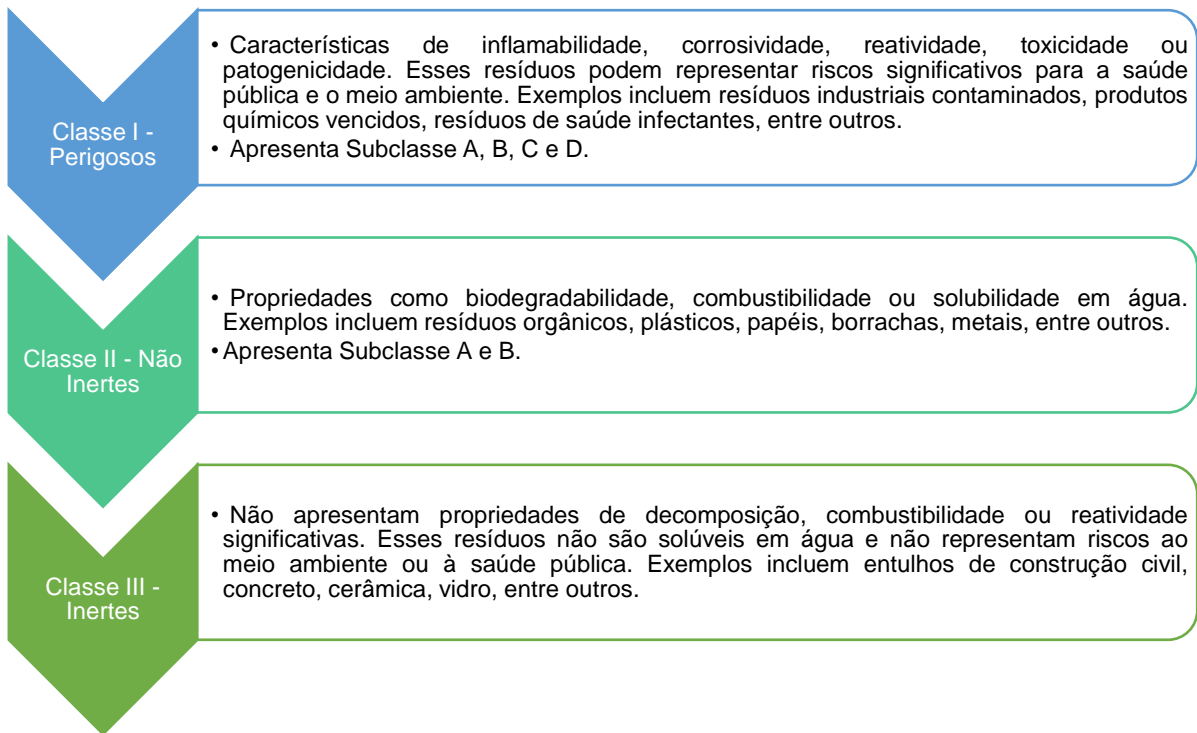 Classe I -
Perigosos
• Características de inflamabilidade, corrosividade, reatividade, toxicidade ou
patogenicidade. Esses resíduos podem representar riscos significativos para a saúde
pública e o meio ambiente. Exemplos incluem resíduos industriais contaminados, produtos
químicos vencidos, resíduos de saúde infectantes, entre outros.
• Apresenta Subclasse A, B, C e D.
Classe II - Não
Inertes
• Propriedades como biodegradabilidade, combustibilidade ou solubilidade em água.
Exemplos incluem resíduos orgânicos, plásticos, papéis, borrachas, metais, entre outros.
• Apresenta Subclasse A e B.
Classe III -
Inertes
• Não apresentam propriedades de decomposição, combustibilidade ou reatividade
significativas. Esses resíduos não são solúveis em água e não representam riscos ao
meio ambiente ou à saúde pública. Exemplos incluem entulhos de construção civil,
concreto, cerâmica, vidro, entre outros.